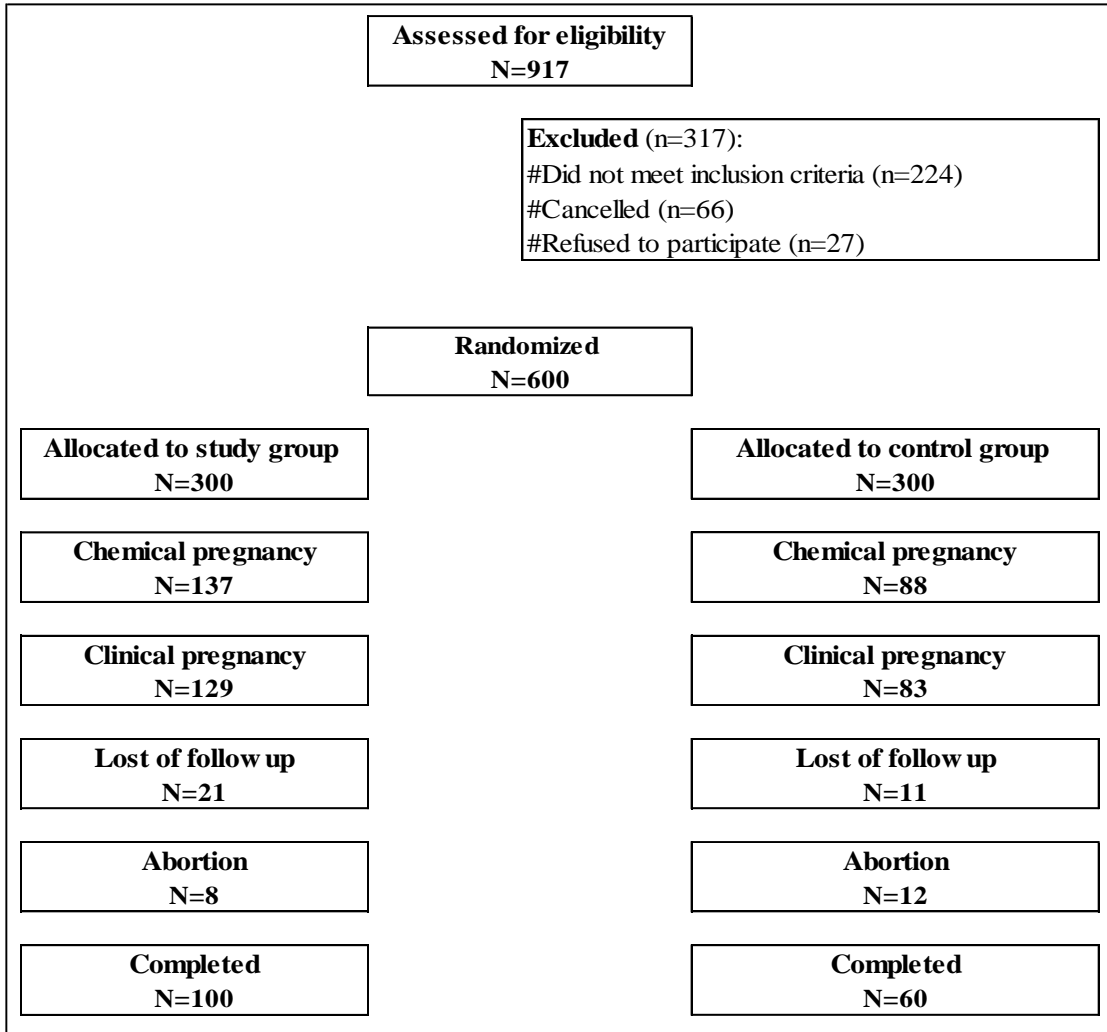 Assessed for eligibility
N=917
Excluded (n=317):
#Did not meet inclusion criteria (n=224)
#Cancelled (n=66)
#Refused to participate (n=27)
Randomized
N=600
Allocated to study group
N=300
Allocated to control group
N=300
Chemical pregnancy
N=137
Chemical pregnancy
N=88
Clinical pregnancy
N=129
Clinical pregnancy
N=83
Lost of follow up
N=21
Lost of follow up
N=11
Abortion
N=8
Abortion
N=12
Completed
N=100
Completed
N=60